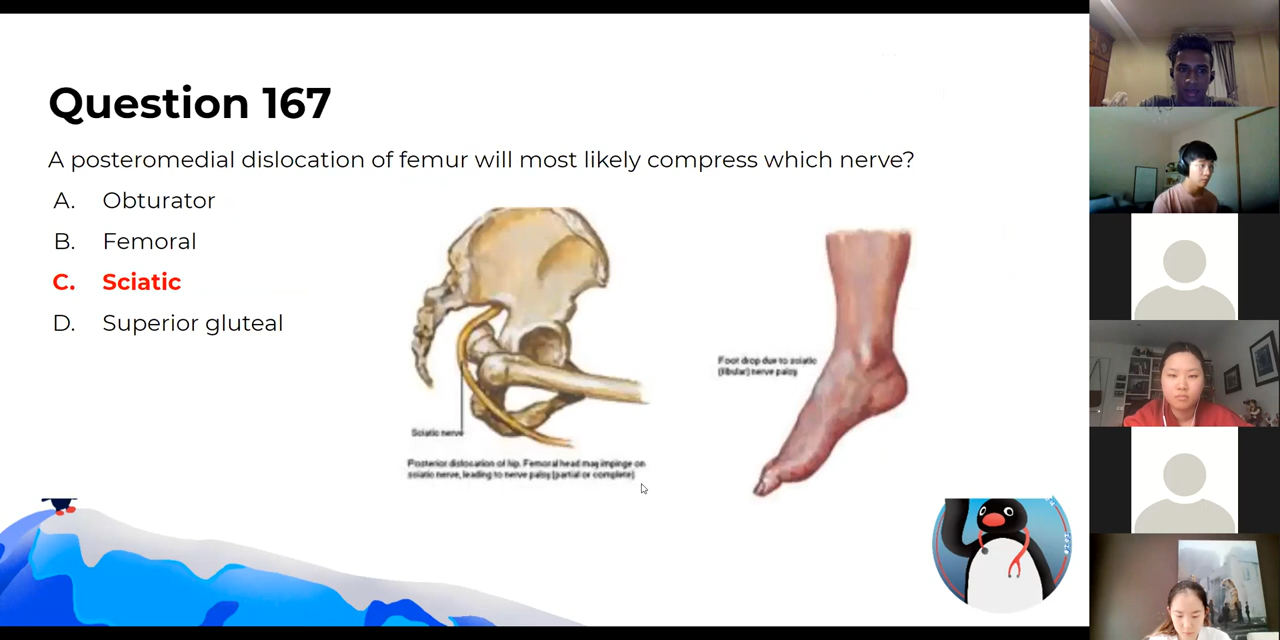 Question 167
A posteromedial dislocation of femur will most likely compress which nerve?
A. Obturator
B. Femoral
C. Sciatic
D. Superior gluteal
Foot drop due to sciatic
(fibular) nerve palsy
Sciatic nerve
Posterior dislocation of hip. Femoral head may impinge on
sciatic nerve, leading to nerve palsy (partial or complete)